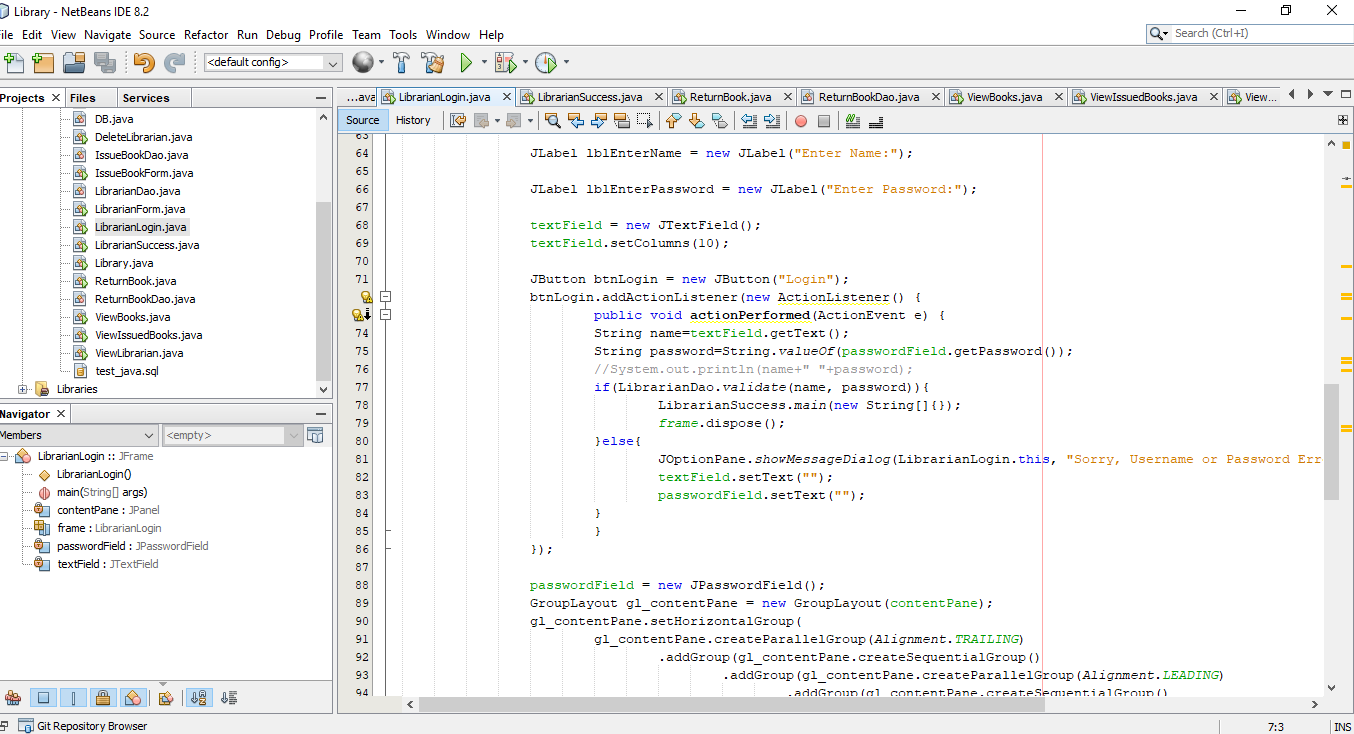 Library - NetBeans IDE 8.2
File Edit View Navigate Source Refactor Run Debug Profile Team Tools Window Help
Search (Ctrl+I)
<default config>
Projects Files Services
DB.java
DeleteLibrarian.java
IssueBookDao.java
IssueBookForm.java
LibrarianDao.java
LibrarianForm.java
LibrarianLogin.java
LibrarianSuccess.java
Library.java
ReturnBook.java
ReturnBookDao.java
ViewBooks.java
ViewIssuedBooks.java
ViewLibrarian.java
test_java.sql
Libraries
Navigator
Members <empty>
LibrarianLogin :: JFrame
LibrarianLogin()
main(String[] args)
contentPane : JPanel
frame : LibrarianLogin
passwordField : JPasswordField
textField : JTextField
...ava LibrarianLogin.java LibrarianSuccess.java ReturnBook.java ReturnBookDao.java ViewBooks.java ViewIssuedBooks.java View...
Source History
63
64 JLabel lblEnterName = new JLabel("Enter Name:");
65
66 JLabel lblEnterPassword = new JLabel("Enter Password:");
67
68 textField = new JTextField();
69 textField.setColumns(10);
70
71 JButton btnLogin = new JButton("Login");
btnLogin.addActionListener(new ActionListener() {
public void actionPerformed(ActionEvent e) {
74 String name=textField.getText();
75 String password=String.valueOf(passwordField.getPassword());
76 //System.out.println(name+" "+password);
77 if(LibrarianDao.validate(name, password)){
78 LibrarianSuccess.main(new String[]{});
79 frame.dispose();
80 }else{
81 JOptionPane.showMessageDialog(LibrarianLogin.this, "Sorry, Username or Password Err
82 textField.setText("");
83 passwordField.setText("");
84 }
85 }
86 });
87
88 passwordField = new JPasswordField();
89 GroupLayout gl_contentPane = new GroupLayout(contentPane);
90 gl_contentPane.setHorizontalGroup(
91 gl_contentPane.createParallelGroup(Alignment.TRAILING)
92 .addGroup(gl_contentPane.createSequentialGroup()
93 .addGroup(gl_contentPane.createParallelGroup(Alignment.LEADING)
94 .addGroup(gl_contentPane.createSequentialGroup()
Git Repository Browser
7:3 INS